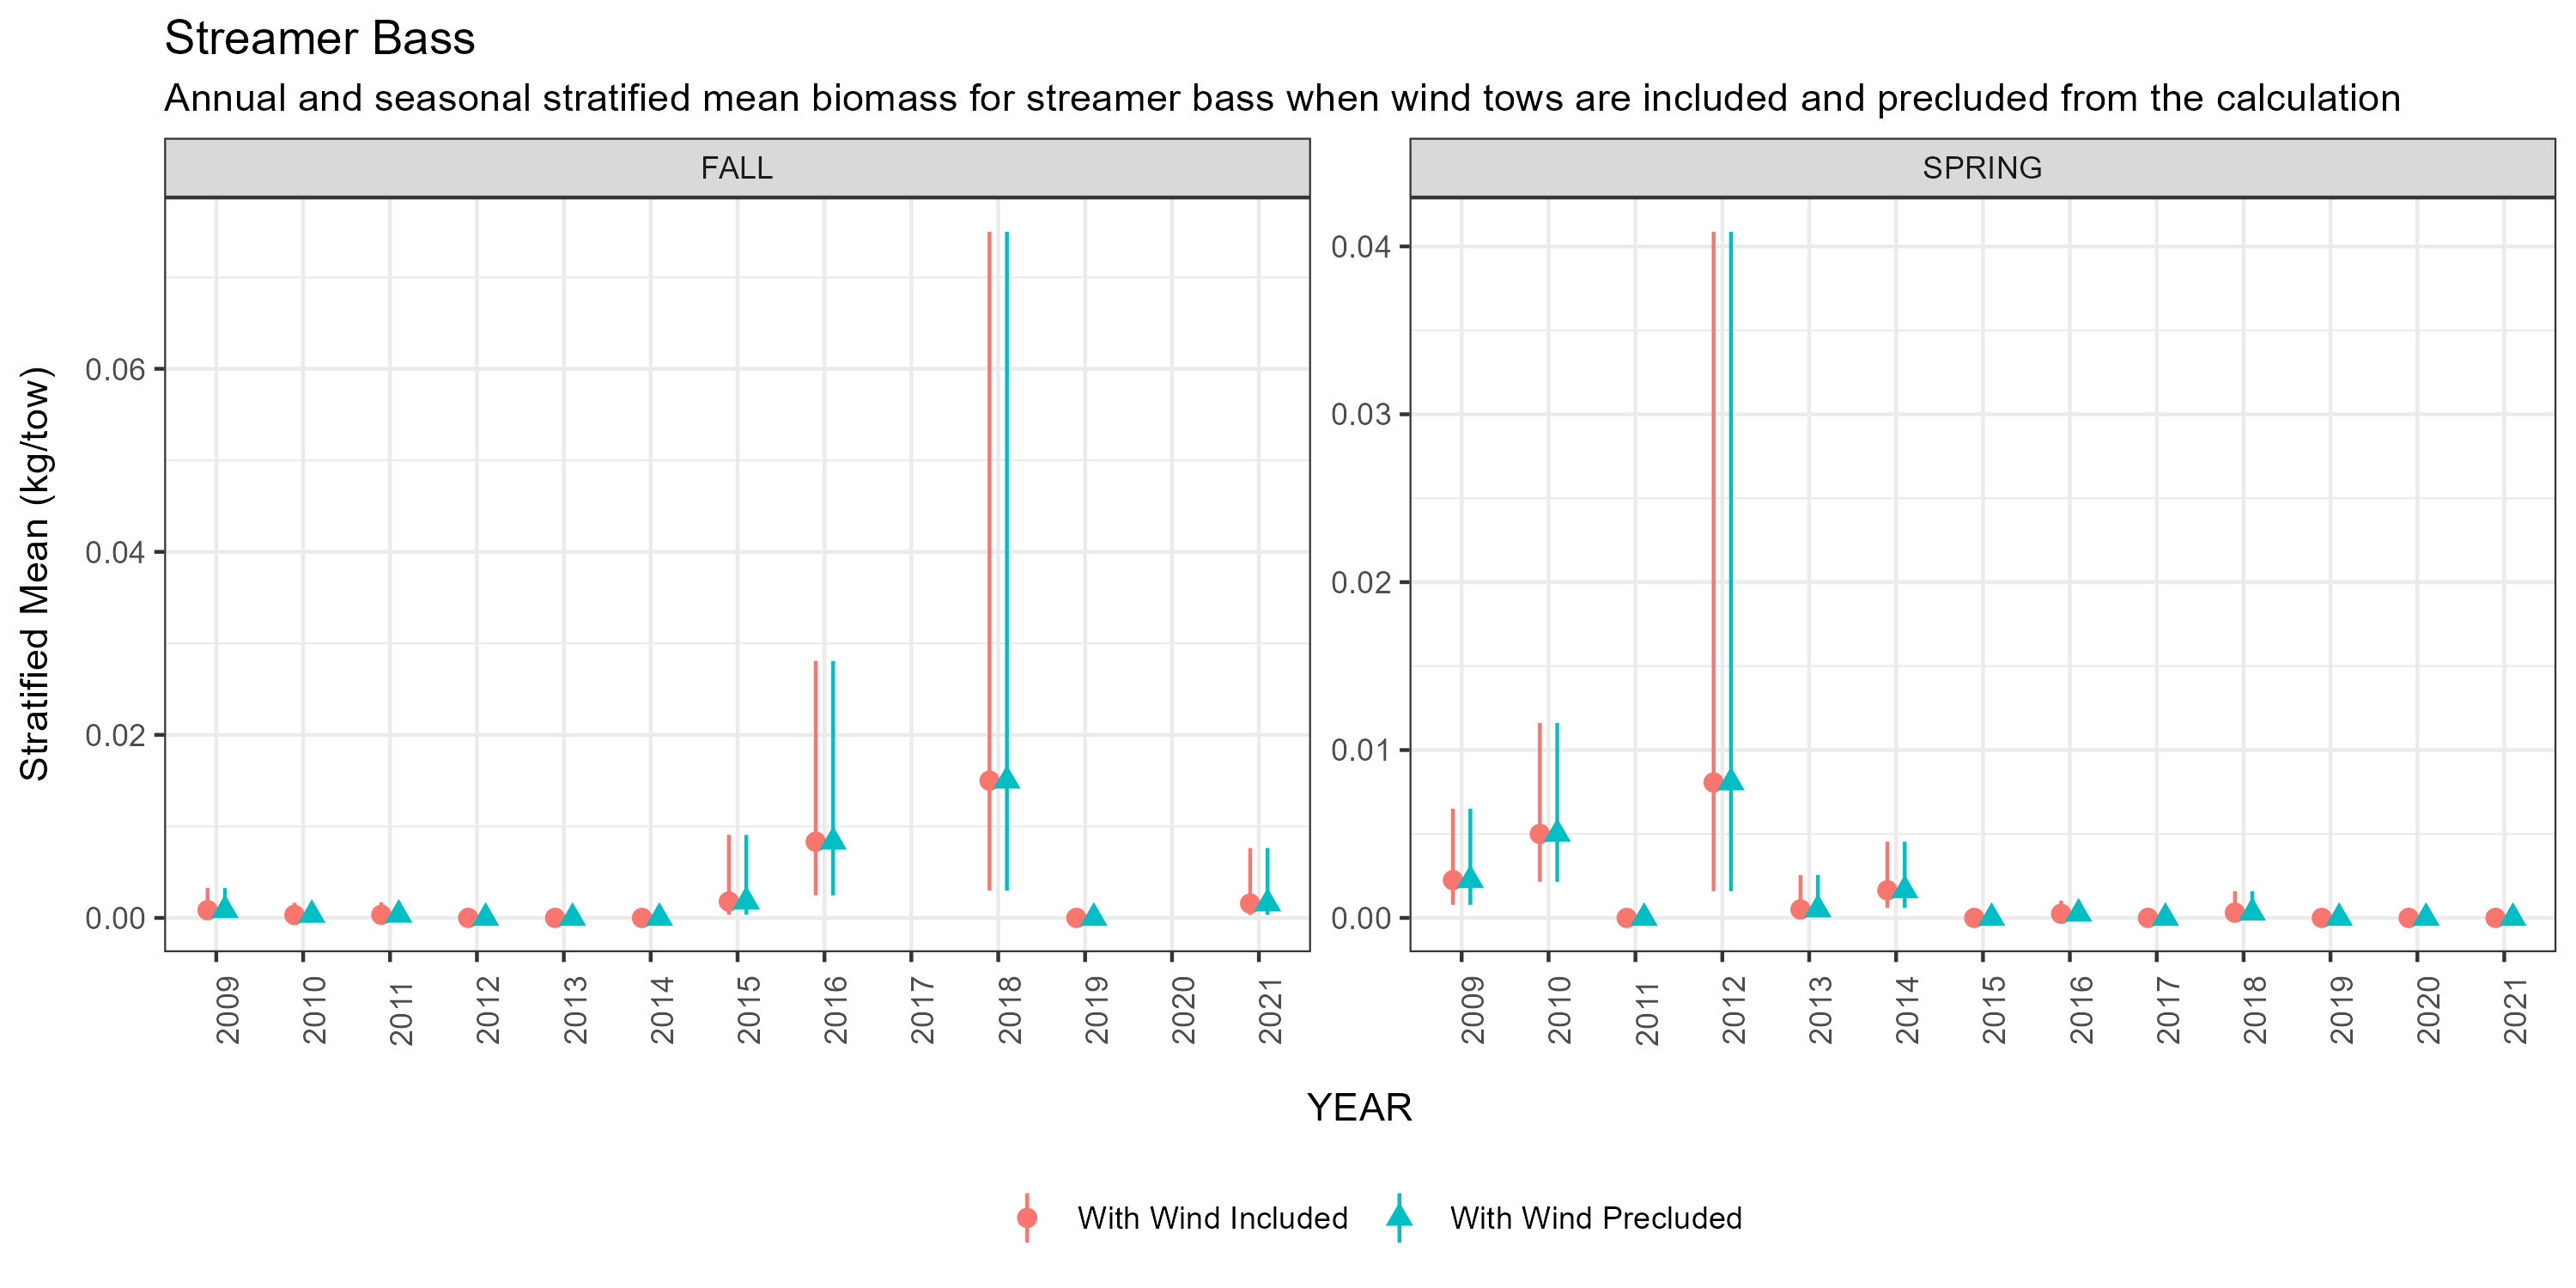 Streamer Bass
Annual and seasonal stratified mean biomass for streamer bass when wind tows are included and precluded from the calculation
FALL
SPRING
Stratified Mean (kg/tow)
0.06
0.04
0.02
0.00
0.04
0.03
0.02
0.01
0.00
2009 2010 2011 2012 2013 2014 2015 2016 2017 2018 2019 2020 2021
2009 2010 2011 2012 2013 2014 2015 2016 2017 2018 2019 2020 2021
YEAR
With Wind Included
With Wind Precluded